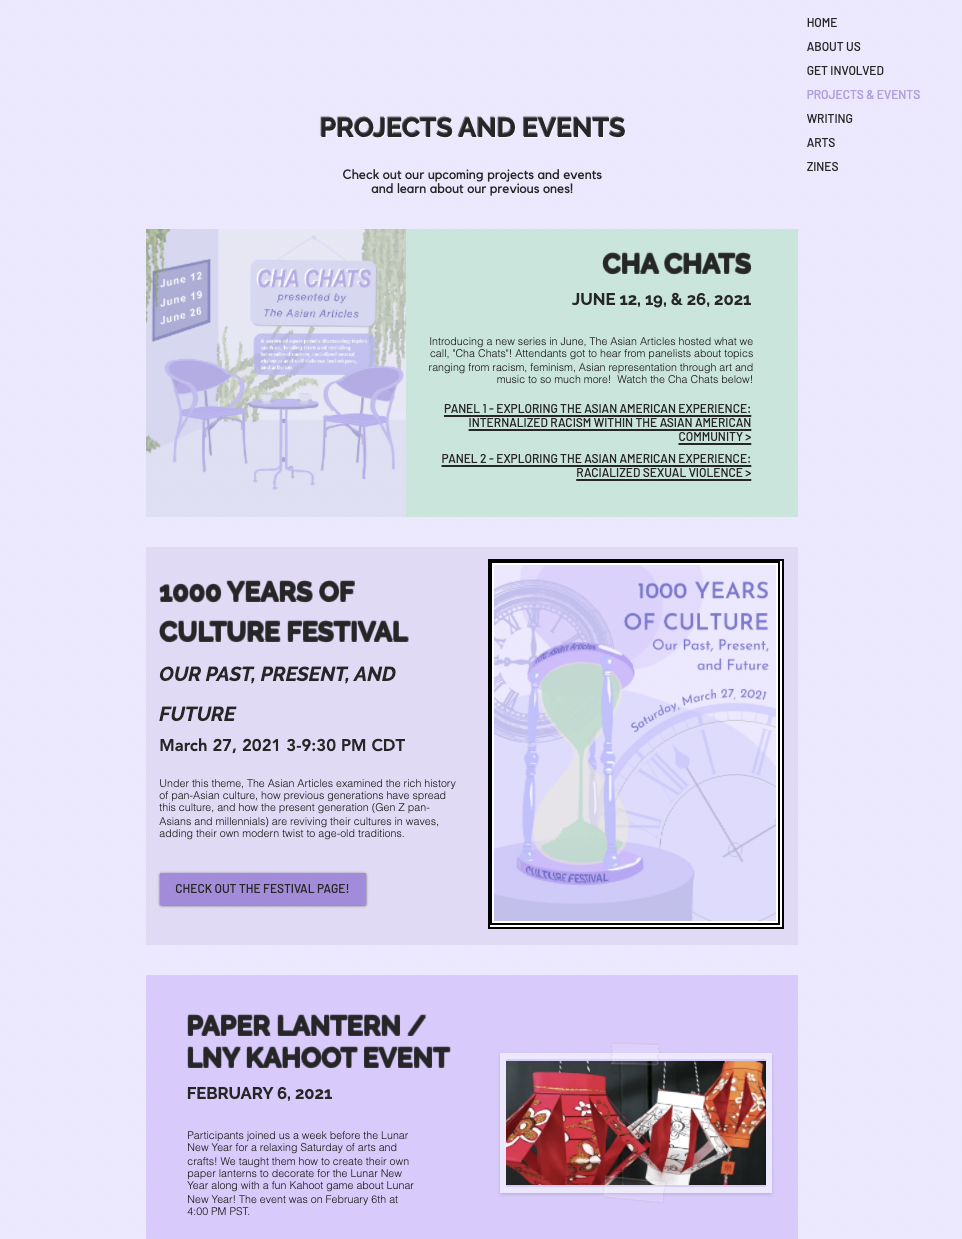 HOME
ABOUT US
GET INVOLVED
PROJECTS & EVENTS
WRITING
ARTS
ZINES
PROJECTS AND EVENTS
Check out our upcoming projects and events
and learn about our previous ones!
June 12
June 19
June 26
CHA CHATS
presented by
The Asian Articles
CHA CHATS
JUNE 12, 19, & 26, 2021
Introducing a new series in June, The Asian Articles hosted what we
call, "Cha Chats"! Attendants got to hear from panelists about topics
ranging from racism, feminism, Asian representation through art and
music to so much more!  Watch the Cha Chats below!
PANEL 1 - EXPLORING THE ASIAN AMERICAN EXPERIENCE:
INTERNALIZED RACISM WITHIN THE ASIAN AMERICAN
COMMUNITY >
PANEL 2 - EXPLORING THE ASIAN AMERICAN EXPERIENCE:
RACIALIZED SEXUAL VIOLENCE >
1000 YEARS OF
CULTURE FESTIVAL
OUR PAST, PRESENT, AND
FUTURE
March 27, 2021 3-9:30 PM CDT
Under this theme, The Asian Articles examined the rich history
of pan-Asian culture, how previous generations have spread
this culture, and how the present generation (Gen Z pan-
Asians and millennials) are reviving their cultures in waves,
adding their own modern twist to age-old traditions.
CHECK OUT THE FESTIVAL PAGE!
1000 YEARS
OF CULTURE
Our Past, Present,
and Future
Saturday, March 27, 2021
THE ASIAN ARTICLES
CULTURE FESTIVAL
PAPER LANTERN /
LNY KAHOOT EVENT
FEBRUARY 6, 2021
Participants joined us a week before the Lunar
New Year for a relaxing Saturday of arts and
crafts! We taught them how to create their own
paper lanterns to decorate for the Lunar New
Year along with a fun Kahoot game about Lunar
New Year! The event was on February 6th at
4:00 PM PST.